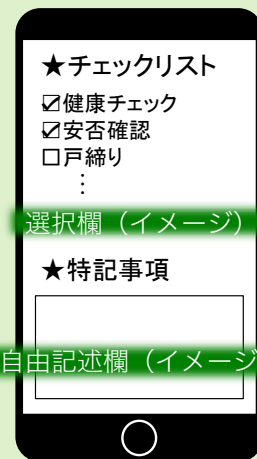 ★チェックリスト
☑健康チェック
☑安否確認
☐戸締り
⋮
選択欄（イメージ）
★特記事項
自由記述欄（イメージ